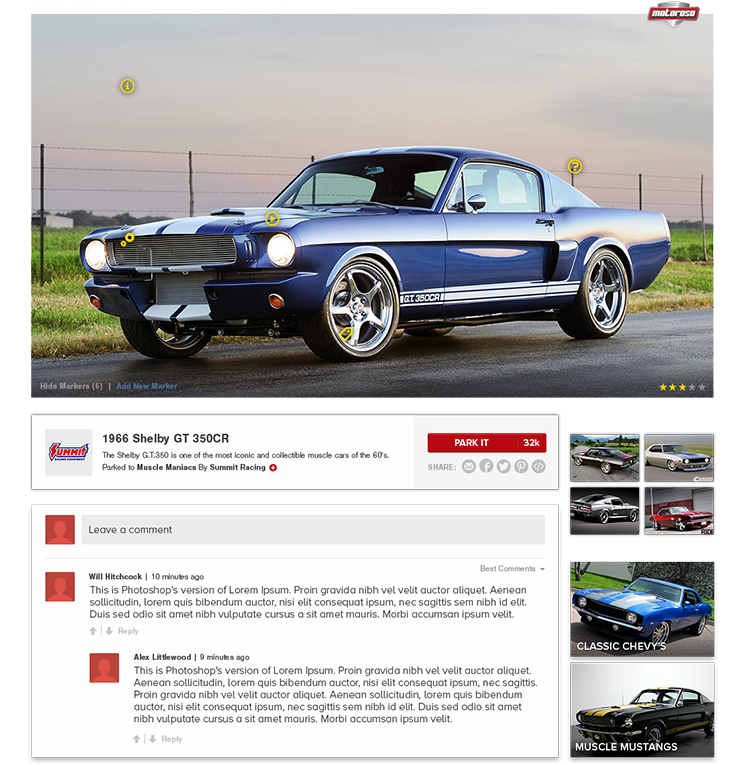 motoroso
G.T. 350CR
Hide Markers (6) | Add New Marker
SUMMIT
RACING EQUIPMENT
1966 Shelby GT 350CR
The Shelby G.T.350 is one of the most iconic and collectible muscle cars of the 60's.
Parked to Muscle Maniacs By Summit Racing
PARK IT 32k
SHARE:
Leave a comment
Best Comments
Will Hitchcock | 10 minutes ago
This is Photoshop's version of Lorem Ipsum. Proin gravida nibh vel velit auctor aliquet. Aenean
sollicitudin, lorem quis bibendum auctor, nisi elit consequat ipsum, nec sagittis sem nibh id elit.
Duis sed odio sit amet nibh vulputate cursus a sit amet mauris. Morbi accumsan ipsum velit.
Reply
Alex Littlewood | 9 minutes ago
This is Photoshop's version of Lorem Ipsum. Proin gravida nibh vel velit auctor aliquet.
Aenean sollicitudin, lorem quis bibendum auctor, nisi elit consequat ipsum, nec sagittis sem.
Proin gravida nibh vel velit auctor aliquet. Aenean sollicitudin, lorem quis bibendum
auctor, nisi elit consequat ipsum, nec sagittis sem nibh id elit. Duis sed odio sit amet
nibh vulputate cursus a sit amet mauris. Morbi accumsan ipsum velit.
Reply
CLASSIC CHEVY'S
MUSCLE MUSTANGS